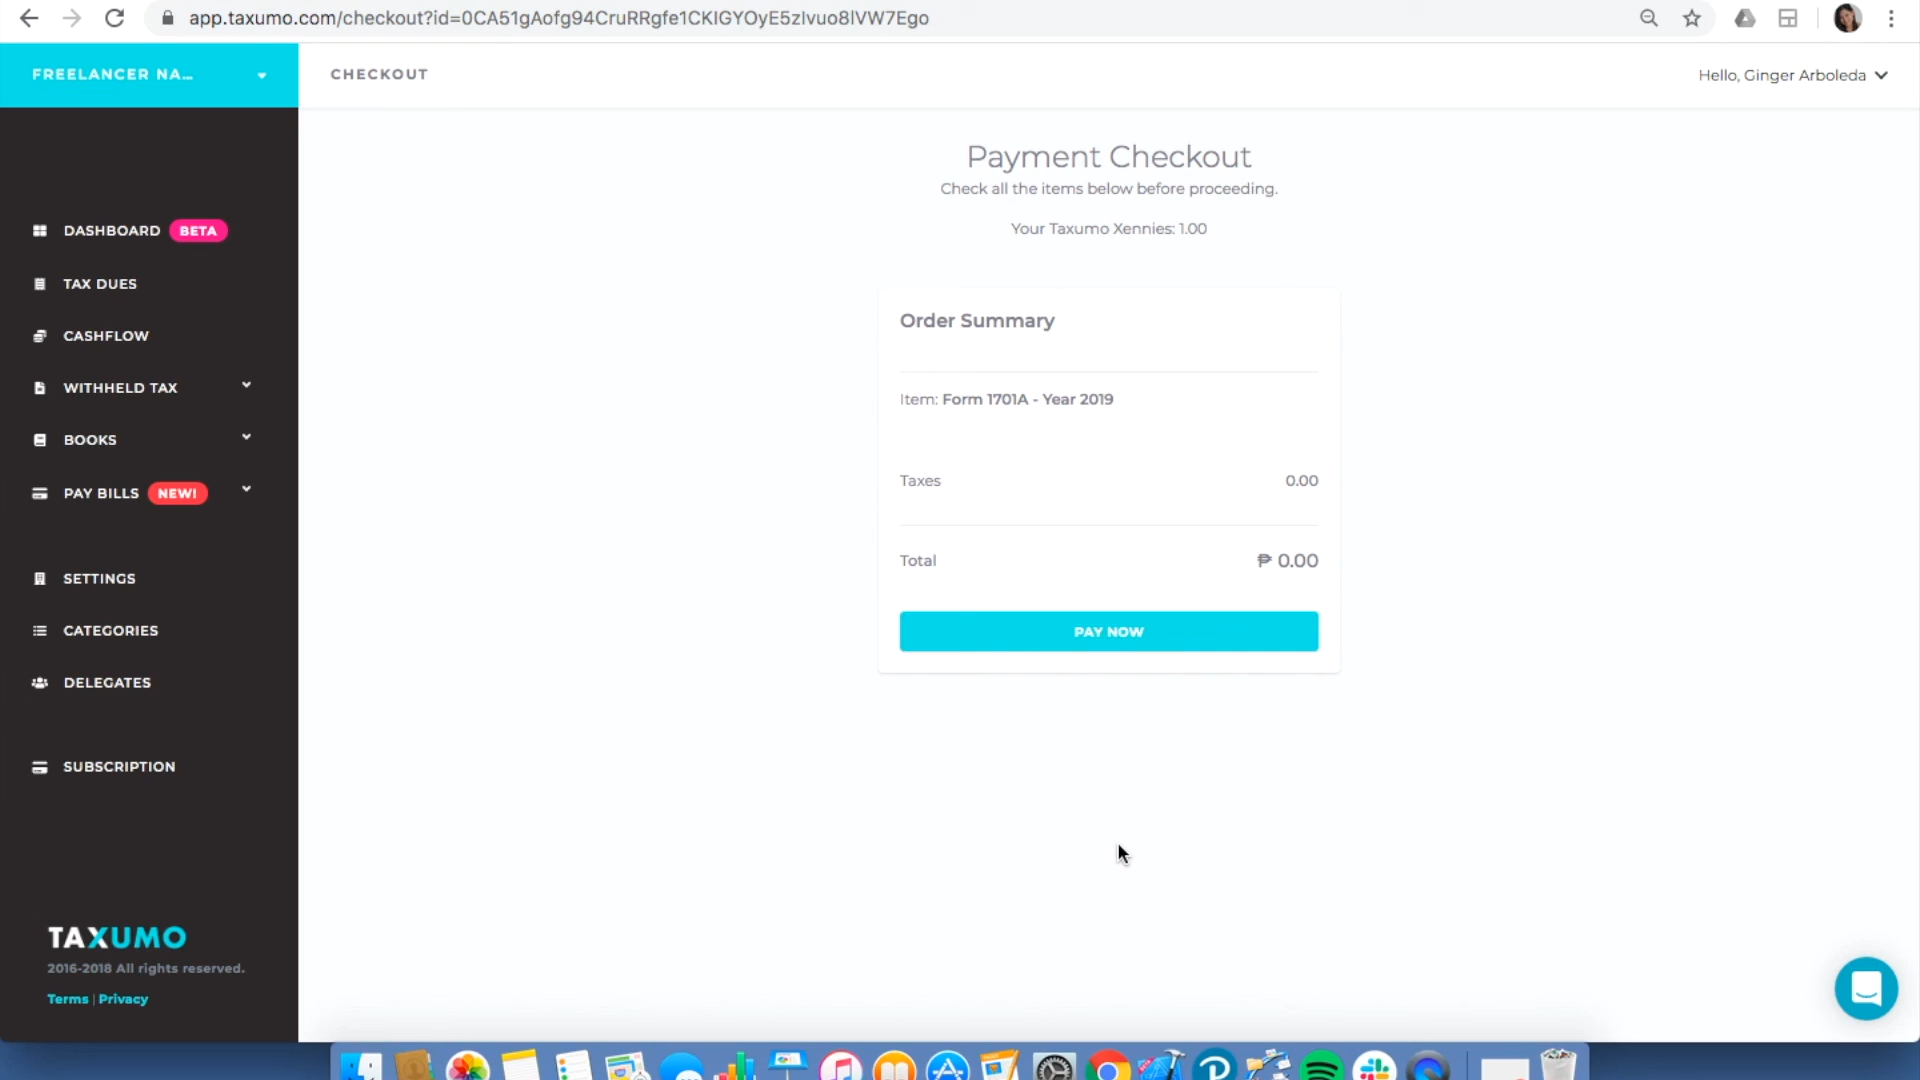 app.taxumo.com/checkout?id=0CA51gAofg94CruRRgfe1CKIGYOyE5zIvuo8lVW7Ego
FREELANCER NA...
CHECKOUT
Hello, Ginger Arboleda
Payment Checkout
Check all the items below before proceeding.
Your Taxumo Xennies: 1.00
DASHBOARD BETA
TAX DUES
CASHFLOW
WITHHELD TAX
BOOKS
PAY BILLS NEW!
SETTINGS
CATEGORIES
DELEGATES
SUBSCRIPTION
Order Summary
Item: Form 1701A - Year 2019
Taxes 0.00
Total ₱ 0.00
PAY NOW
TAXUMO
2016-2018 All rights reserved.
Terms | Privacy